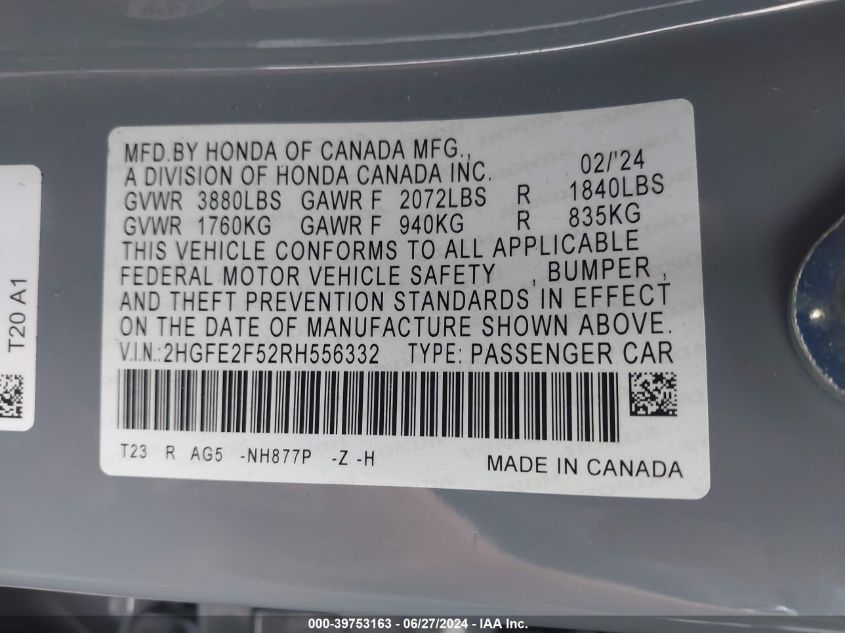 MFD.BY HONDA OF CANADA MFG.,
A DIVISION OF HONDA CANADA INC. 02/'24
GVWR 3880LBS GAWR F 2072LBS R 1840LBS
GVWR 1760KG GAWR F 940KG R 835KG
THIS VEHICLE CONFORMS TO ALL APPLICABLE
FEDERAL MOTOR VEHICLE SAFETY , BUMPER ,
AND THEFT PREVENTION STANDARDS IN EFFECT
ON THE DATE OF MANUFACTURE SHOWN ABOVE.
V.I.N.:2HGFE2F52RH556332 TYPE: PASSENGER CAR
T23 R AG5 -NH877P -Z -H
MADE IN CANADA
T20 A1
000-39753163 - 06/27/2024 - IAA Inc.